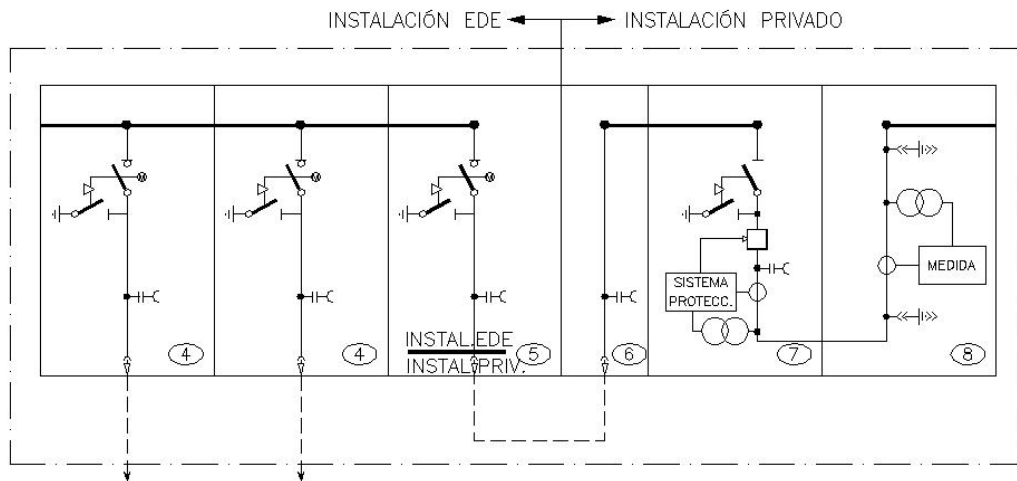 INSTALACIÓN EDE
INSTALACIÓN PRIVADO
M
M
M
SISTEMA
PROTECC.
MEDIDA
INSTAL.EDE
INSTAL.PRIV.
4
4
5
6
7
8